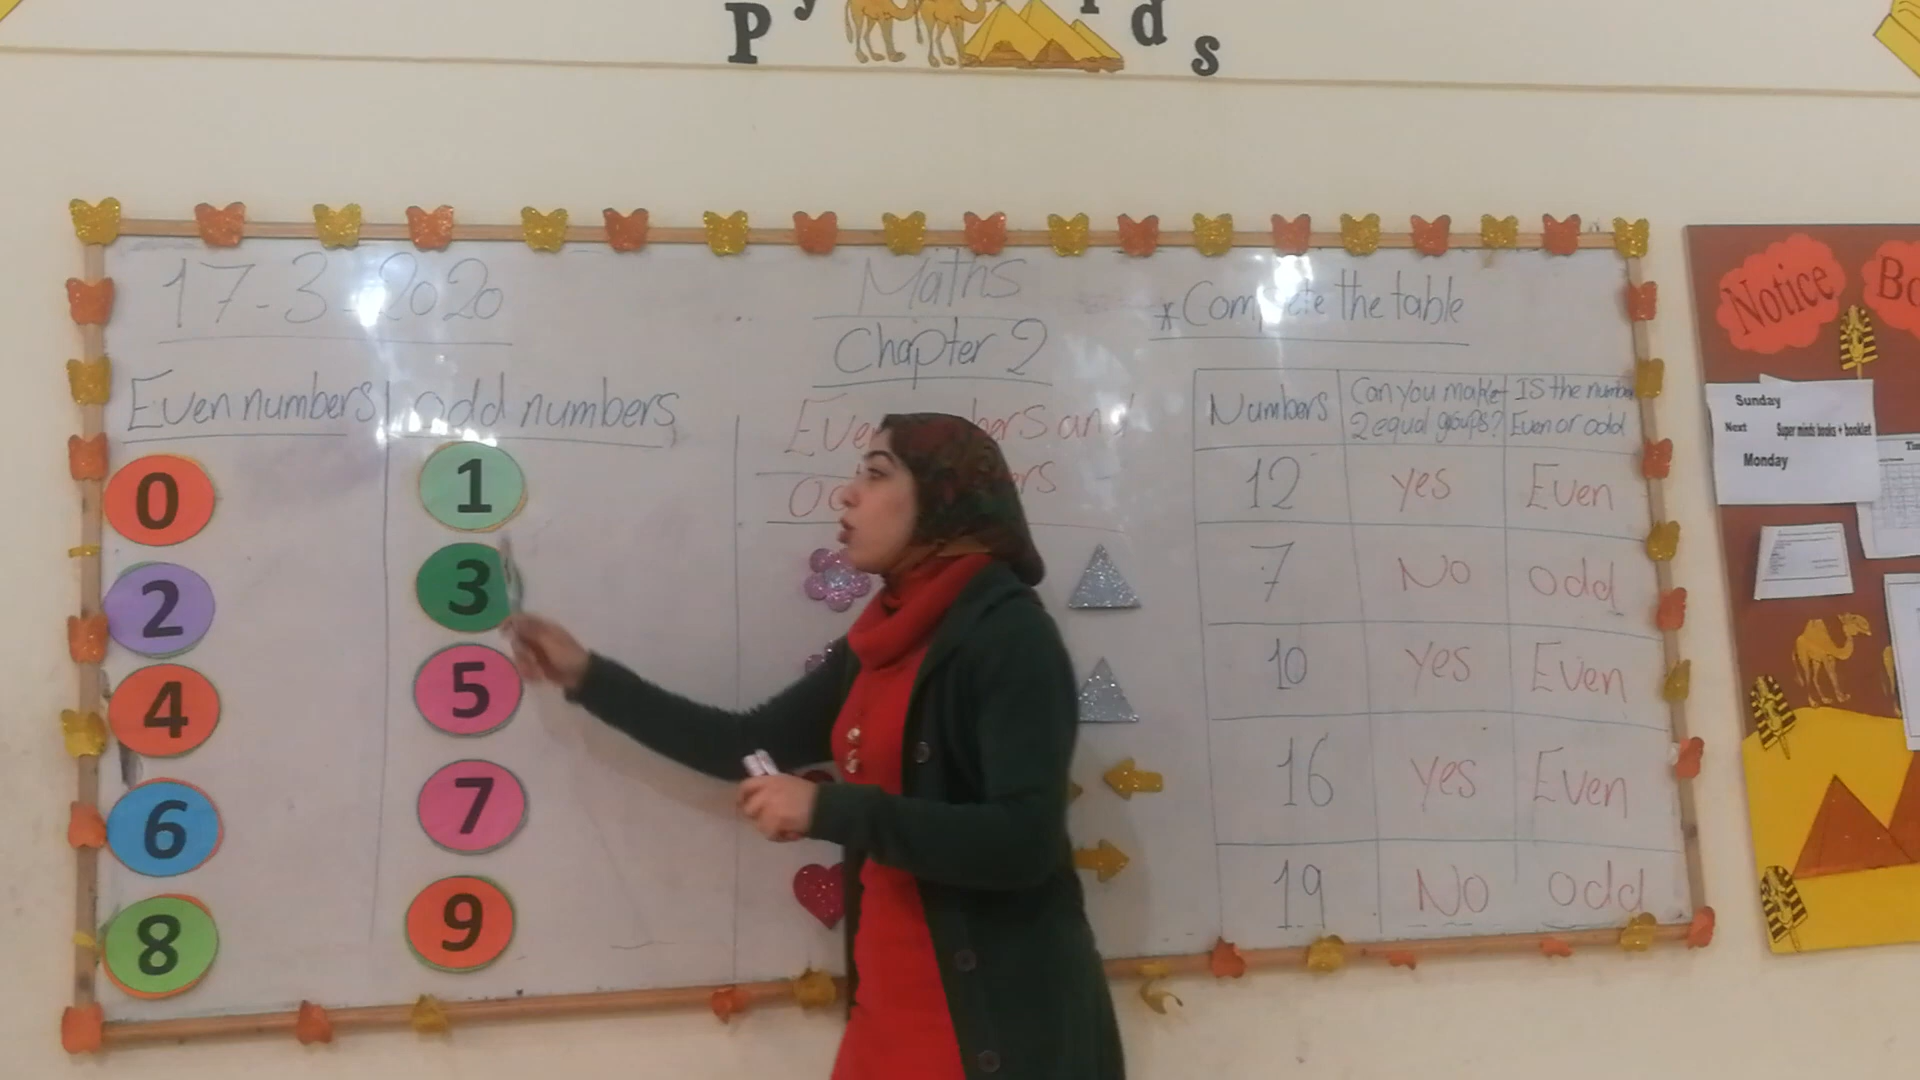 P y ds
17-3-2020
Maths
Chapter 2
*Complete the table
Even numbers
odd numbers
0
2
4
6
8
1
3
5
7
9
Numbers
Can you make
2 equal groups?
IS the number
Even or odd
12 yes Even
7 No odd
10 yes Even
16 yes Even
19 No odd
Notice
Sunday
Next Super minds books + booklet
Monday